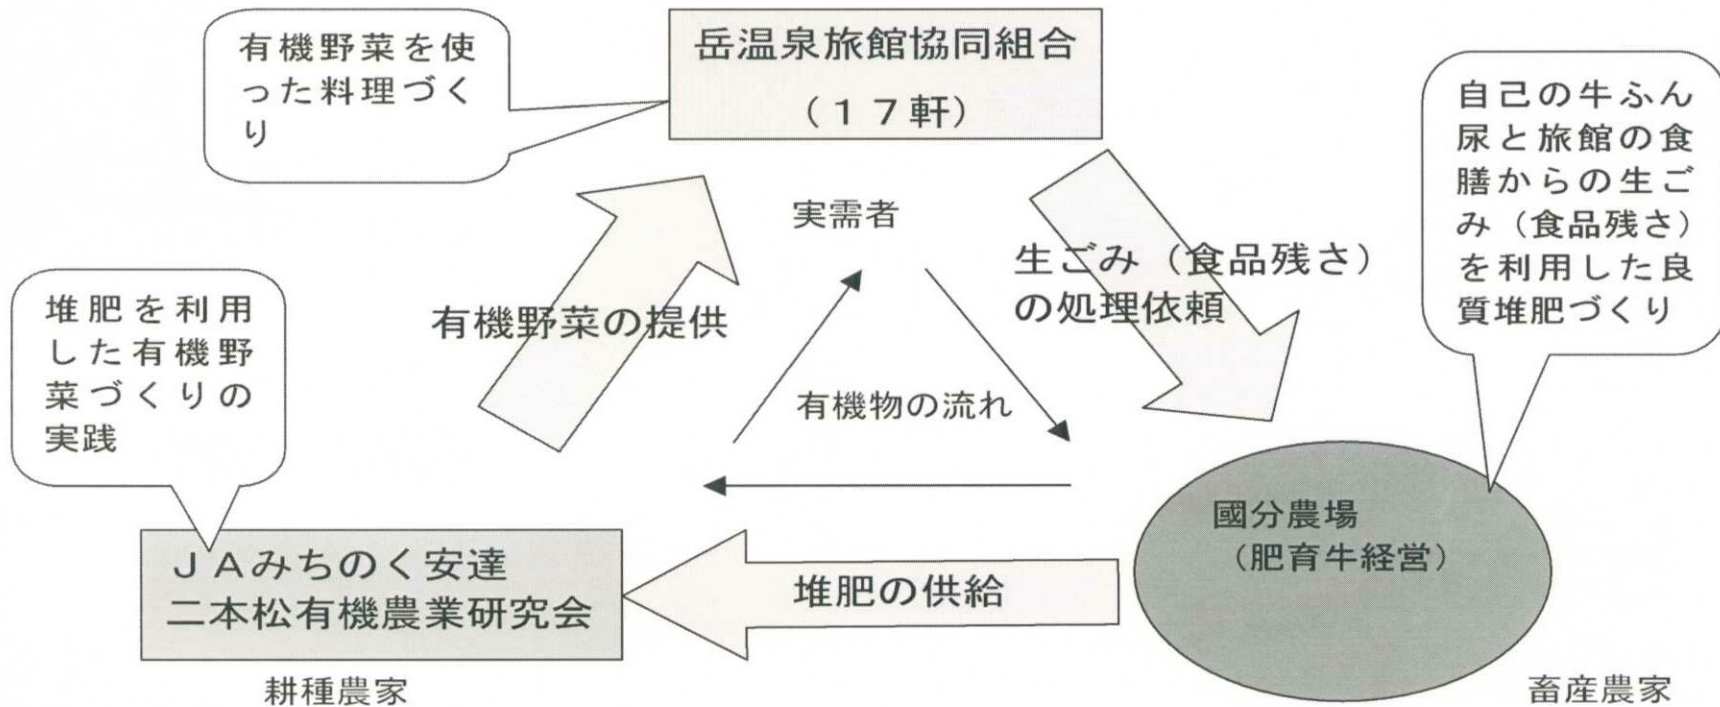 岳温泉旅館協同組合
（１７軒）
有機野菜を使
った料理づく
り
自己の牛ふん
尿と旅館の食
膳からの生ご
み（食品残さ）
を利用した良
質堆肥づくり
実需者
生ごみ（食品残さ）
の処理依頼
有機野菜の提供
堆肥を利用
した有機野
菜づくりの
実践
有機物の流れ
國分農場
（肥育牛経営）
ＪＡみちのく安達
二本松有機農業研究会
堆肥の供給
耕種農家
畜産農家